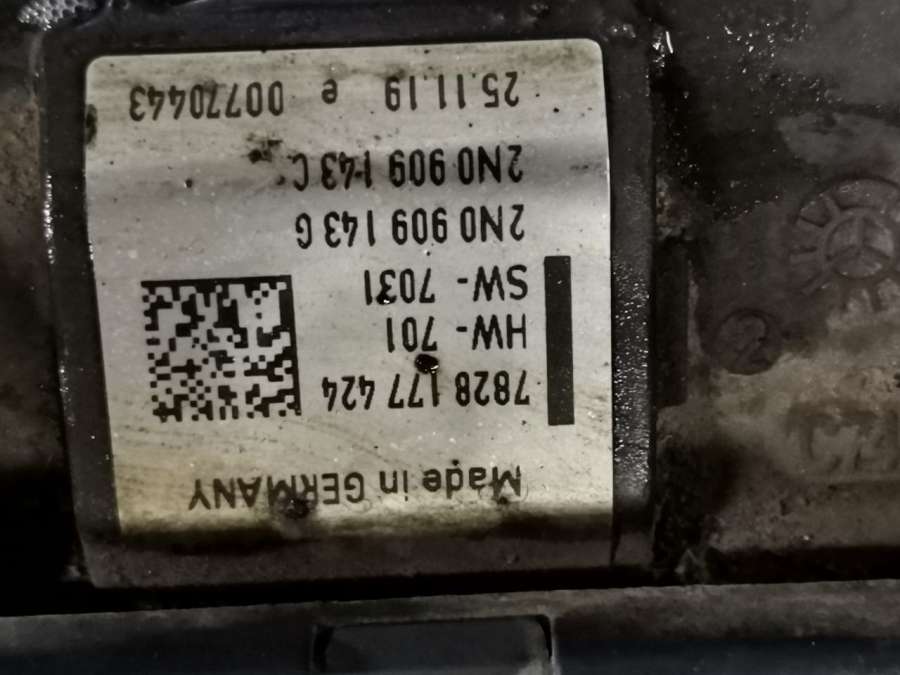 Made in GERMANY
7828 177 424
HW- 701
SW- 7031
2N0 909 143 G
2N0 909 143 C
25.11.19 e 00770443
2